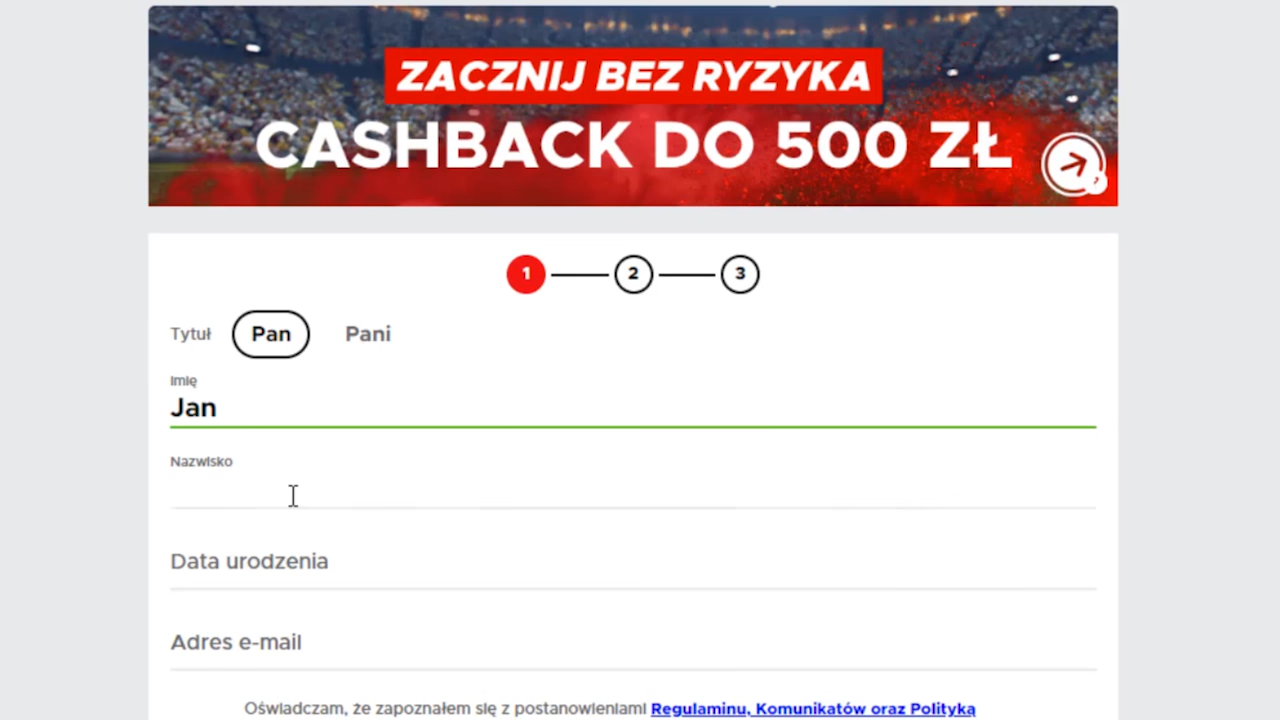 ZACZNIJ BEZ RYZYKA
CASHBACK DO 500 ZŁ
1 2 3
Tytuł Pan Pani
Imię
Jan
Nazwisko
Data urodzenia
Adres e-mail
Oświadczam, że zapoznałem się z postanowieniami Regulaminu, Komunikatów oraz Polityką